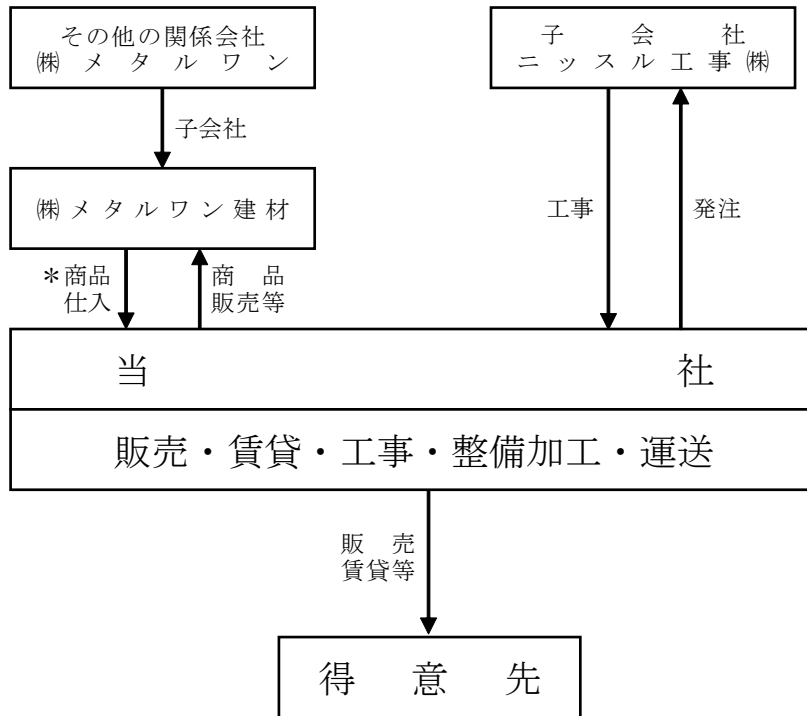 その他の関係会社
㈱メタルワン
子会社
ニッスル工事㈱
子会社
㈱メタルワン建材
工事
発注
＊商品
仕入
商品
販売等
当社
販売・賃貸・工事・整備加工・運送
販売
賃貸等
得意先